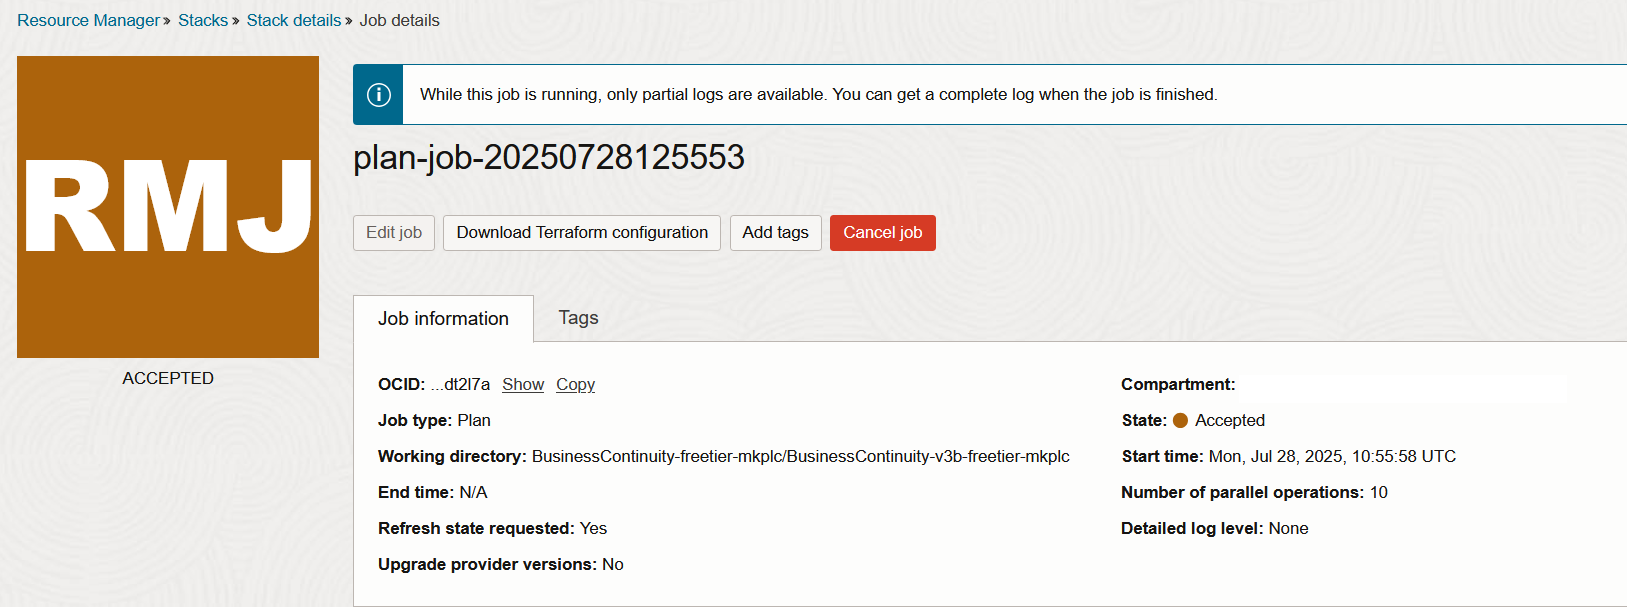 Resource Manager » Stacks » Stack details » Job details
While this job is running, only partial logs are available. You can get a complete log when the job is finished.
RMJ
ACCEPTED
plan-job-20250728125553
Edit job Download Terraform configuration Add tags Cancel job
Job information Tags
OCID: ...dt2l7a Show Copy
Job type: Plan
Working directory: BusinessContinuity-freetier-mkplc/BusinessContinuity-v3b-freetier-mkplc
End time: N/A
Refresh state requested: Yes
Upgrade provider versions: No
Compartment:
State: Accepted
Start time: Mon, Jul 28, 2025, 10:55:58 UTC
Number of parallel operations: 10
Detailed log level: None